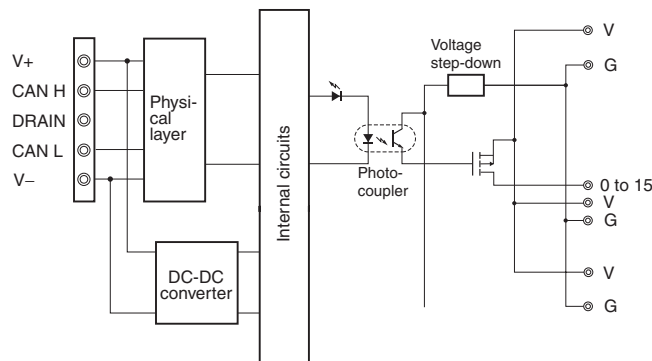 V+
CAN H
DRAIN
CAN L
V−
Physi-
cal
layer
DC-DC
converter
Internal circuits
Photo-
coupler
Voltage
step-down
V
G
0 to 15
V
G
V
G